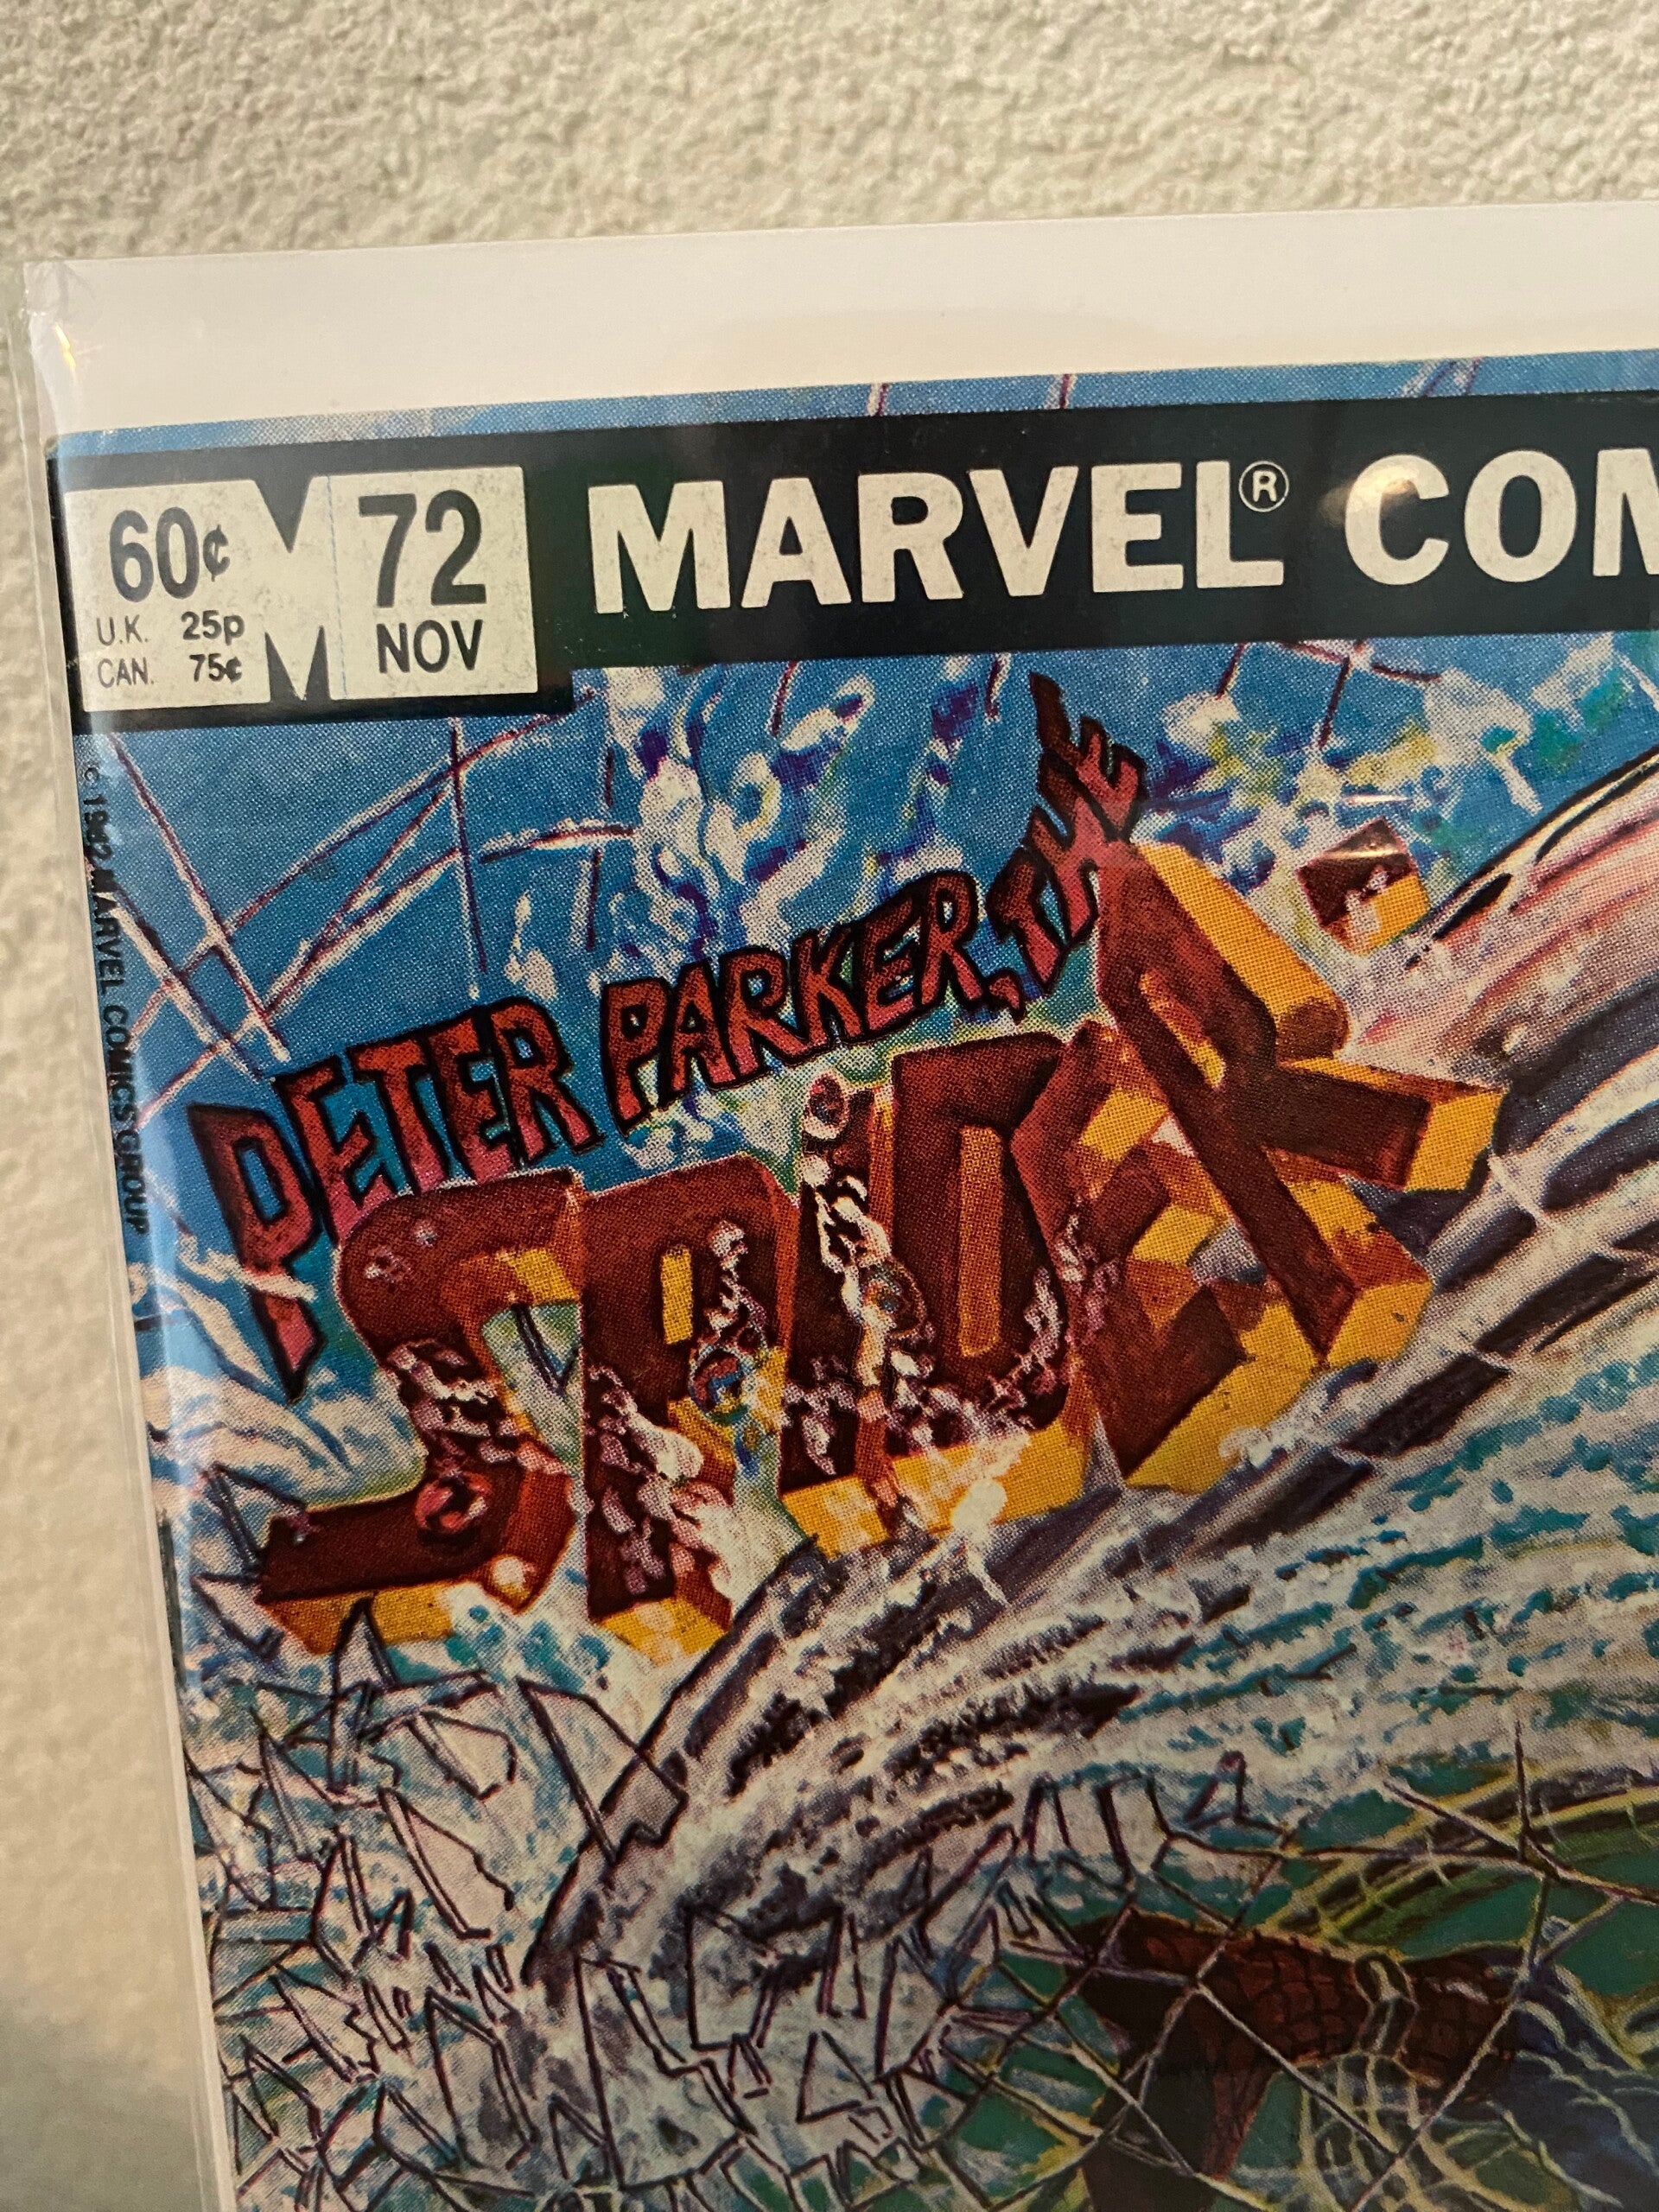 60¢
U.K. 25p
CAN. 75¢
72
NOV
MARVEL® COM
© 1982 MARVEL COMICS GROUP
PETER PARKER, THE
SPIDER